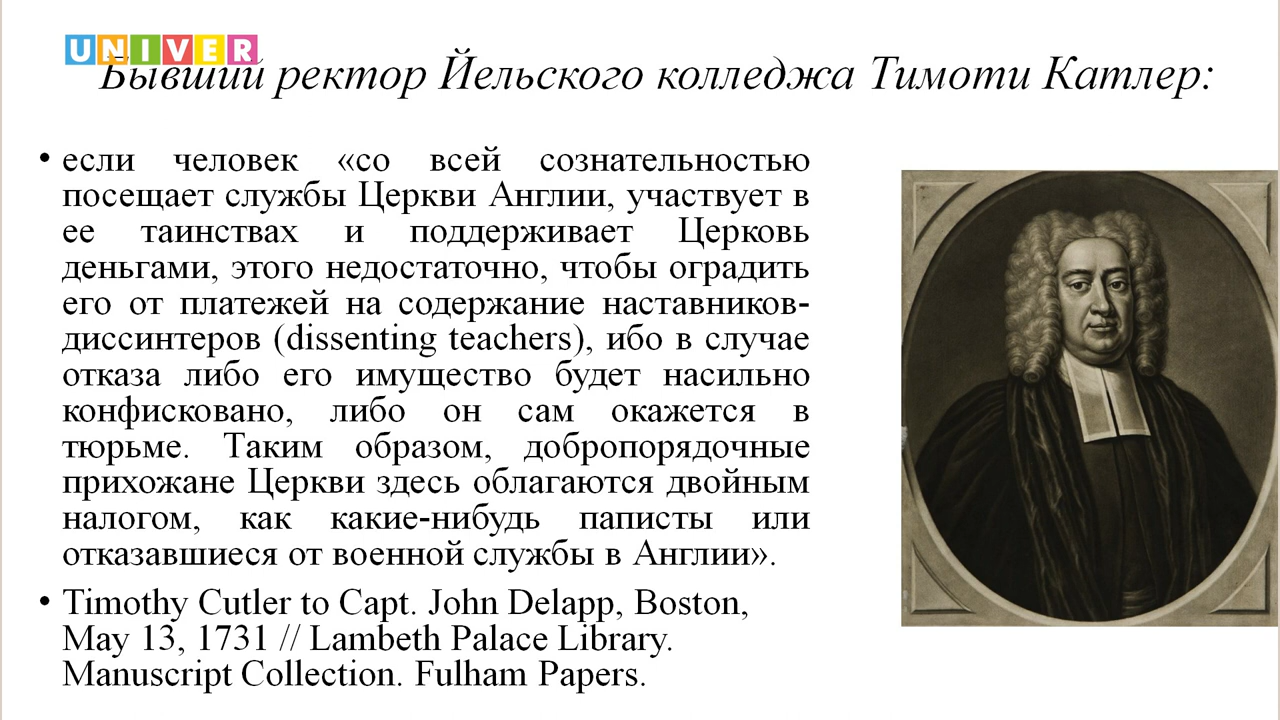 UNIVER
Бывший ректор Йельского колледжа Тимоти Катлер:
• если человек «со всей сознательностью
посещает службы Церкви Англии, участвует в
ее таинствах и поддерживает Церковь
деньгами, этого недостаточно, чтобы оградить
его от платежей на содержание наставников-
диссинтеров (dissenting teachers), ибо в случае
отказа либо его имущество будет насильно
конфисковано, либо он сам окажется в
тюрьме. Таким образом, добропорядочные
прихожане Церкви здесь облагаются двойным
налогом, как какие-нибудь паписты или
отказавшиеся от военной службы в Англии».
• Timothy Cutler to Capt. John Delapp, Boston,
May 13, 1731 // Lambeth Palace Library.
Manuscript Collection. Fulham Papers.